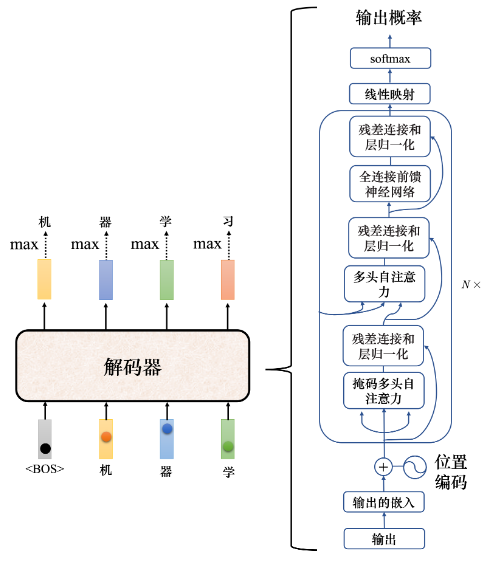 机 器 学 习
max max max max
解码器
<BOS> 机 器 学
输出概率
softmax
线性映射
残差连接和
层归一化
全连接前馈
神经网络
残差连接和
层归一化
多头自注意
力
N ×
残差连接和
层归一化
掩码多头自
注意力
+
位置
编码
输出的嵌入
输出